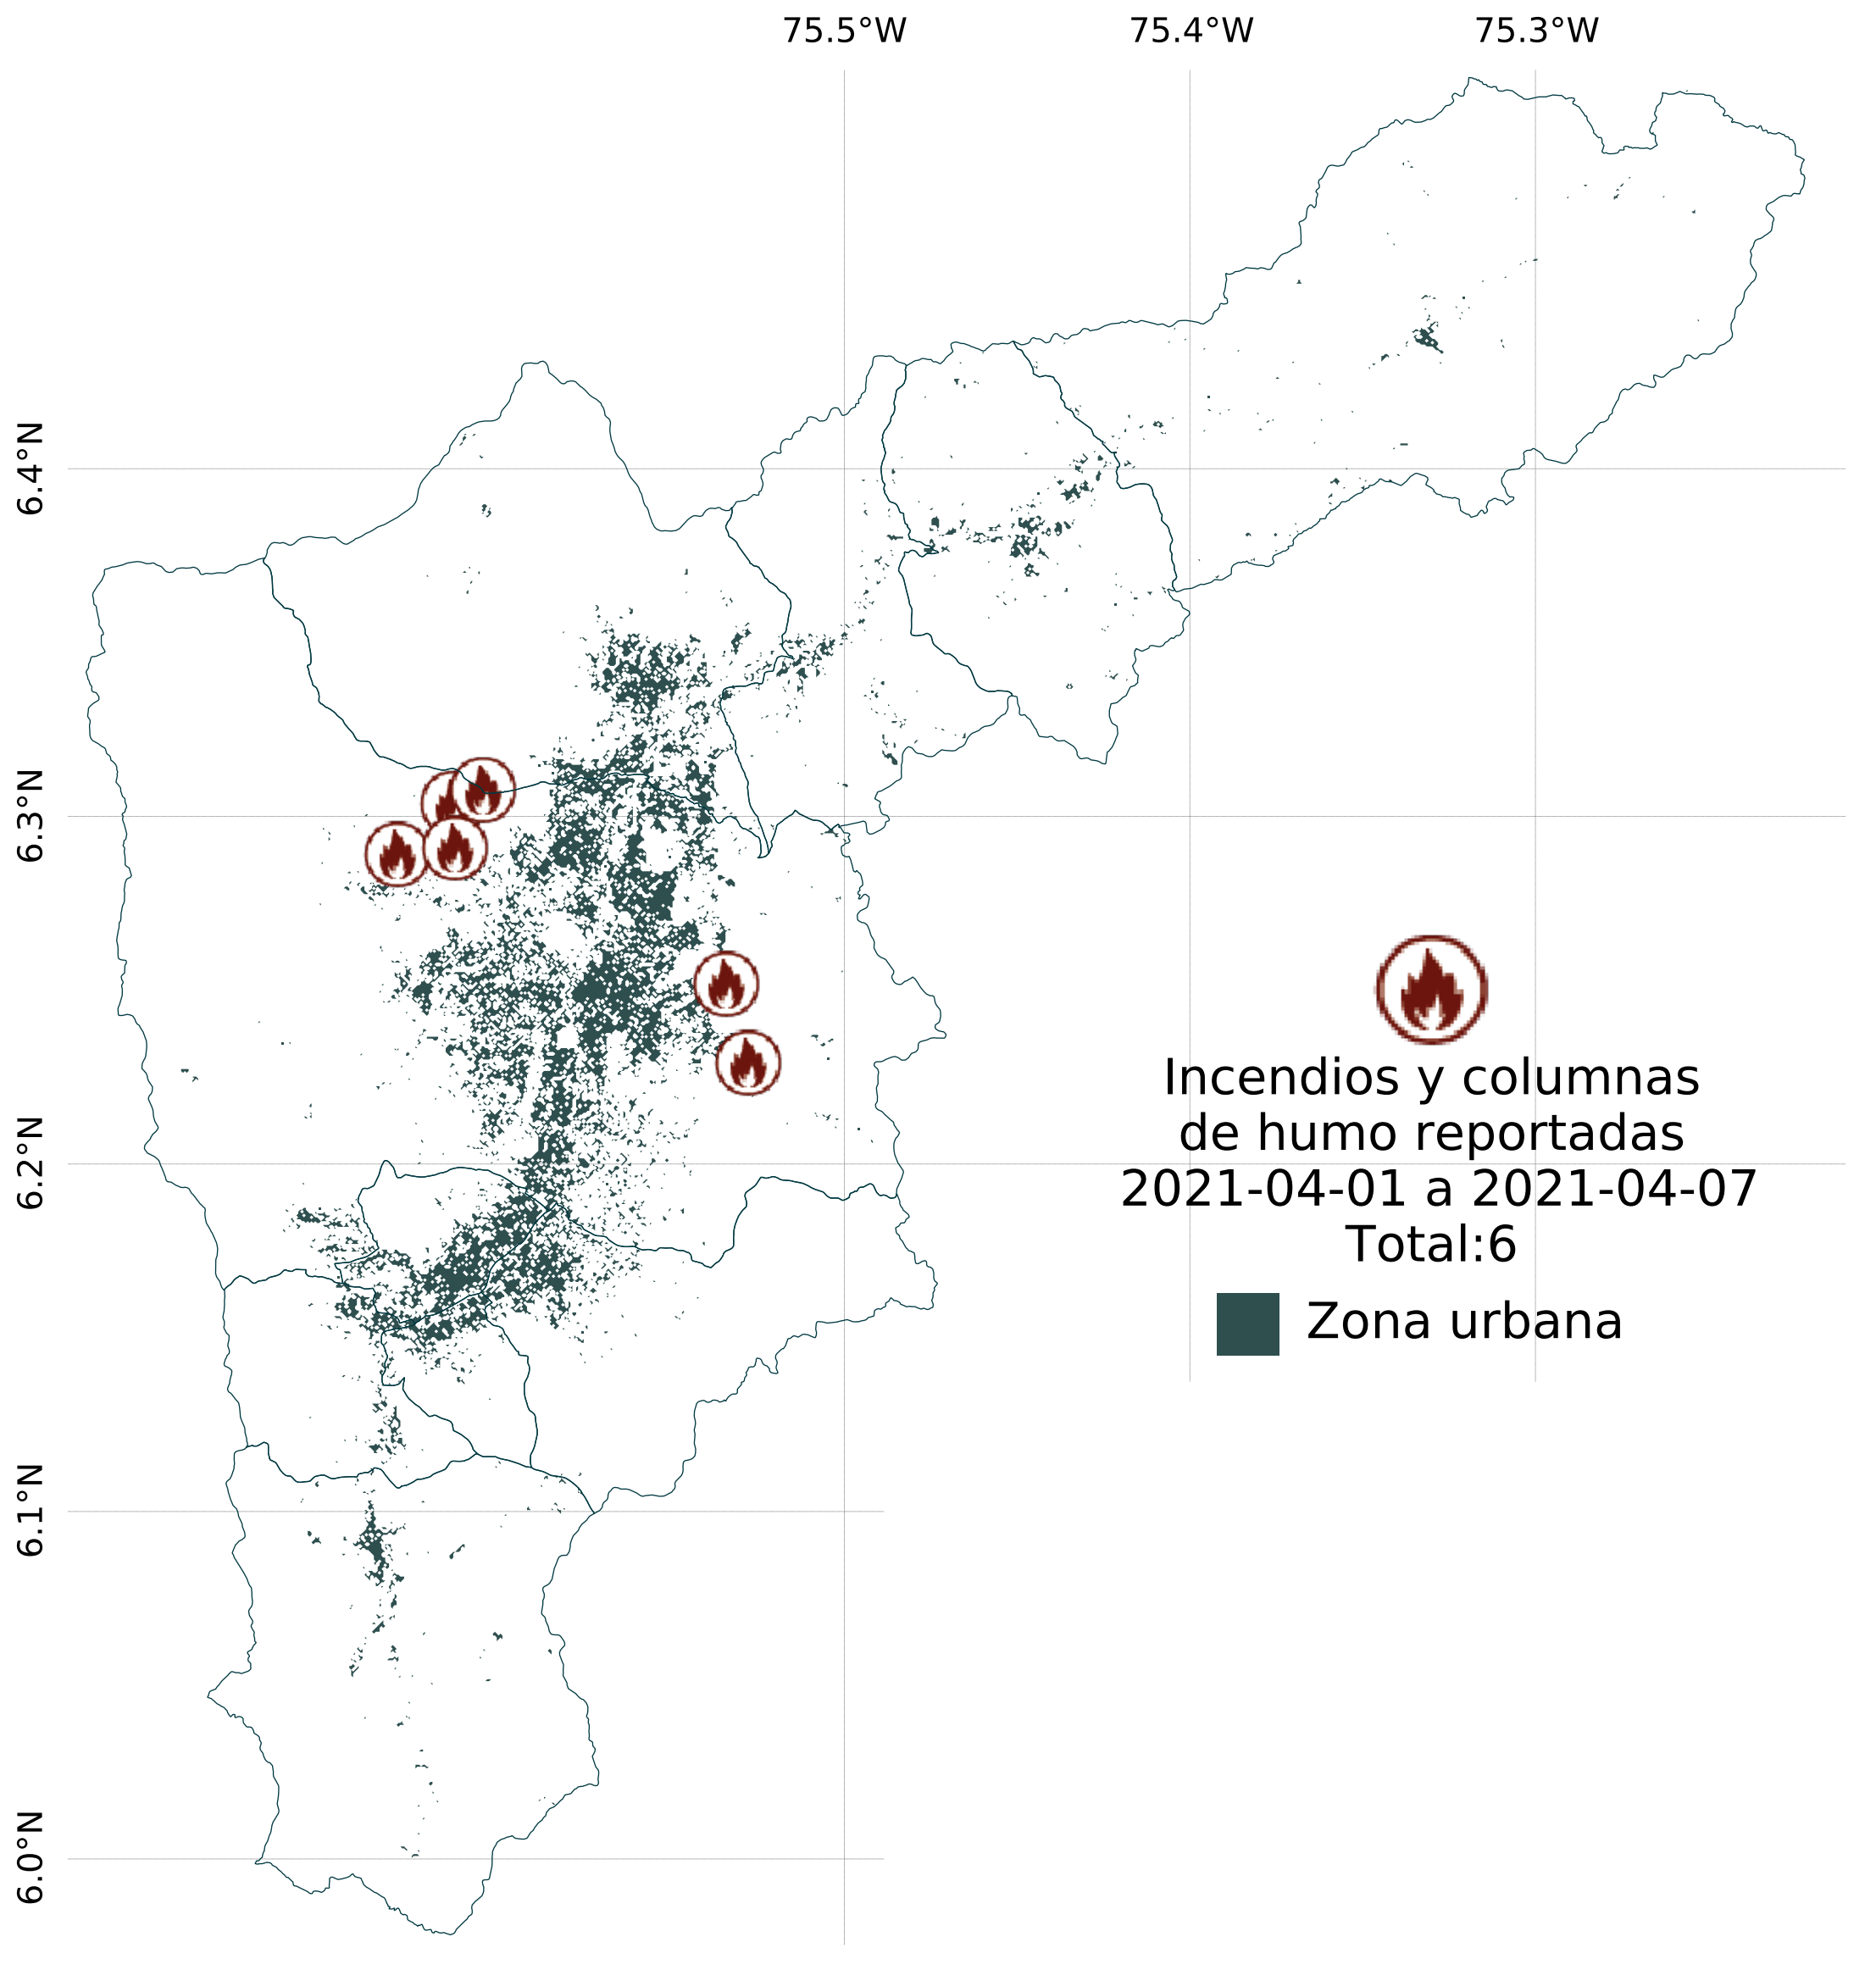 75.5°W 75.4°W 75.3°W
6.4°N
6.3°N
6.2°N
6.1°N
6.0°N
Incendios y columnas
de humo reportadas
2021-04-01 a 2021-04-07
Total:6
Zona urbana